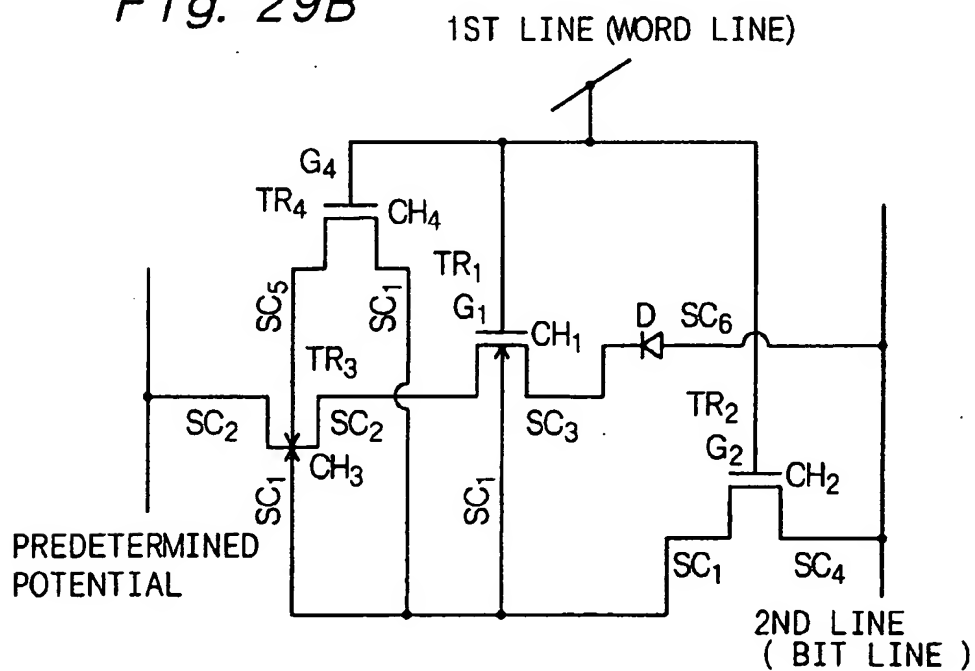 Fig. 29B
1ST LINE (WORD LINE)
G4
TR4
CH4
TR1
SC5
SC1
G1
CH1
D
SC6
TR3
SC2
SC2
SC3
TR2
G2
CH2
CH3
SC1
SC1
PREDETERMINED
POTENTIAL
SC1
SC4
2ND LINE
( BIT LINE )